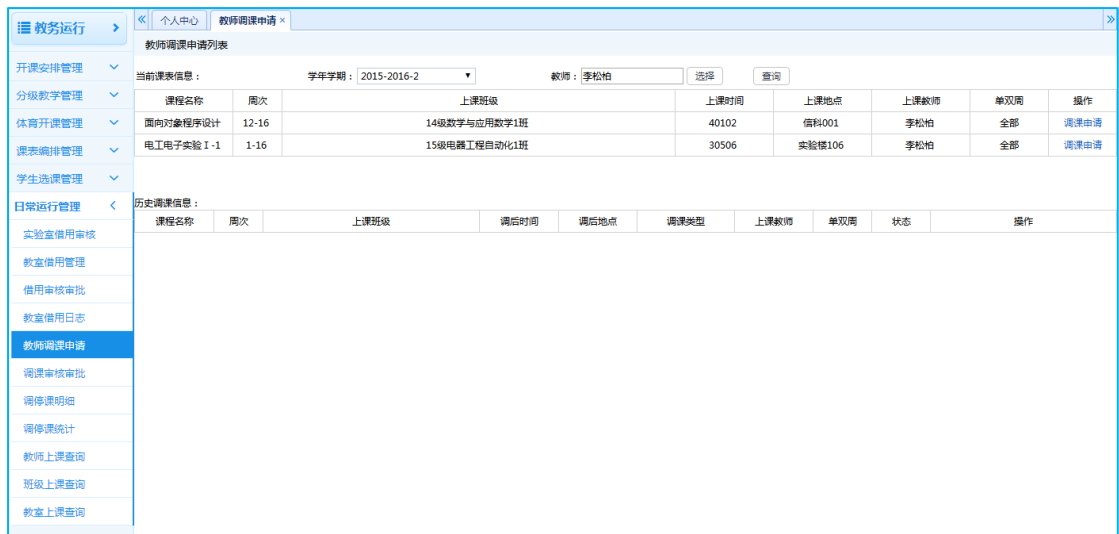 教务运行
个人中心 教师调课申请 ×
教师调课申请列表
开课安排管理
分级教学管理
体育开课管理
课表编排管理
学生选课管理
日常运行管理
实验室借用审核
教室借用管理
借用审核审批
教室借用日志
教师调课申请
调课审核审批
调停课明细
调停课统计
教师上课查询
班级上课查询
教室上课查询
当前课表信息： 学年学期： 2015-2016-2 教师： 李松柏 选择 查询
课程名称 周次 上课班级 上课时间 上课地点 上课教师 单双周 操作
面向对象程序设计 12-16 14级数学与应用数学1班 40102 信科001 李松柏 全部 调课申请
电工电子实验Ⅰ-1 1-16 15级电器工程自动化1班 30506 实验楼106 李松柏 全部 调课申请
历史调课信息：
课程名称 周次 上课班级 调后时间 调后地点 调课类型 上课教师 单双周 状态 操作